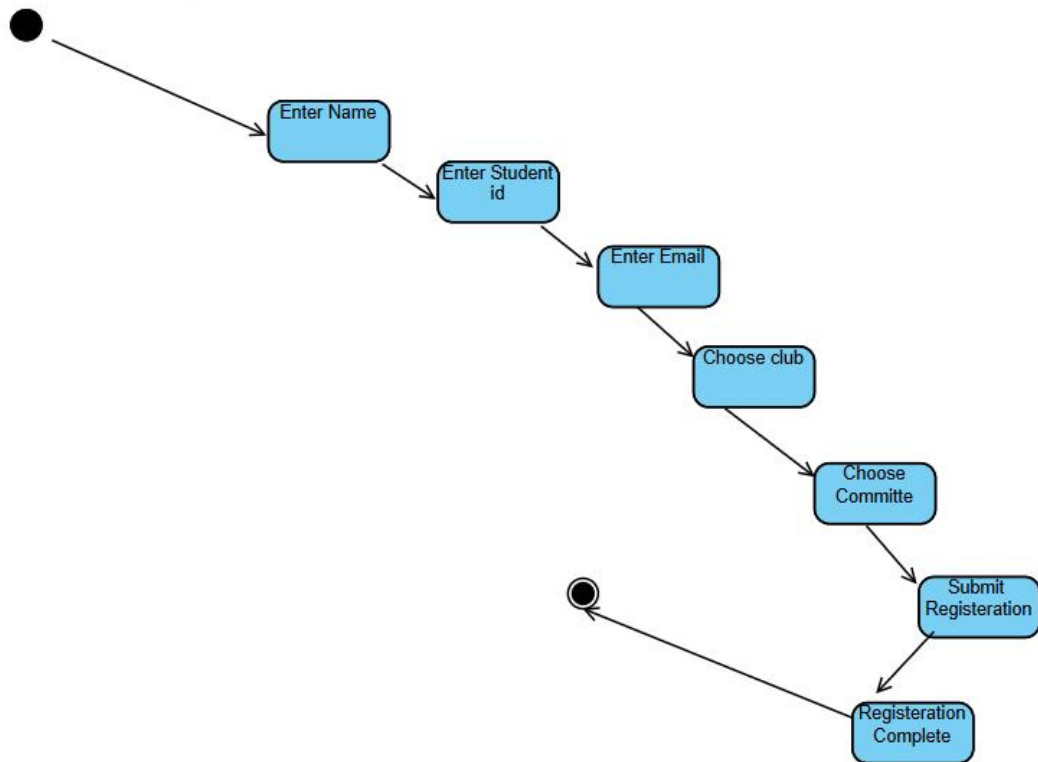 Enter Name
Enter Student
id
Enter Email
Choose club
Choose
Committe
Submit
Registeration
Registeration
Complete